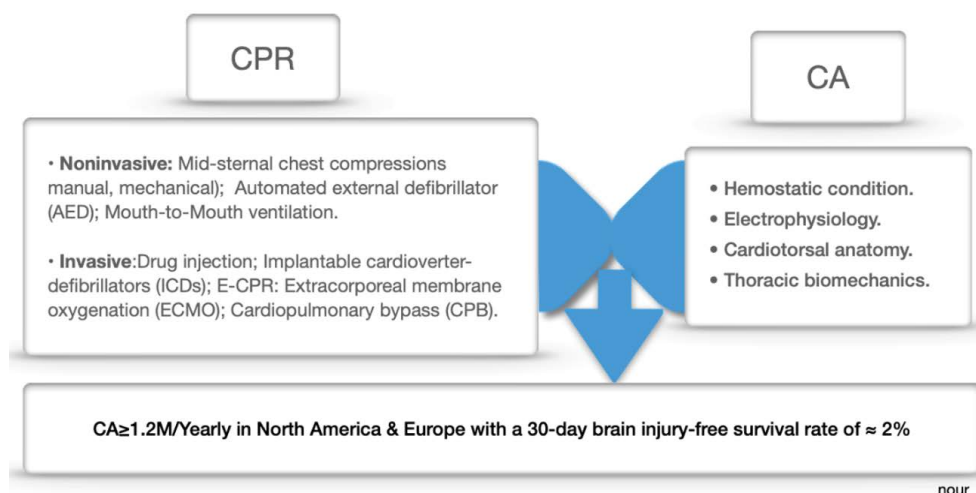 CPR
CA
• Noninvasive: Mid-sternal chest compressions
manual, mechanical); Automated external defibrillator
(AED); Mouth-to-Mouth ventilation.
• Invasive:Drug injection; Implantable cardioverter-
defibrillators (ICDs); E-CPR: Extracorporeal membrane
oxygenation (ECMO); Cardiopulmonary bypass (CPB).
• Hemostatic condition.
• Electrophysiology.
• Cardiotorsal anatomy.
• Thoracic biomechanics.
CA≥1.2M/Yearly in North America & Europe with a 30-day brain injury-free survival rate of ≈ 2%
nour